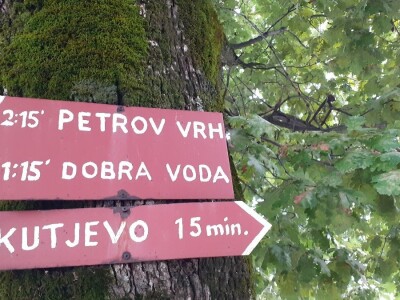 2:15' PETROV VRH
1:15' DOBRA VODA
KUTJEVO 15 min.